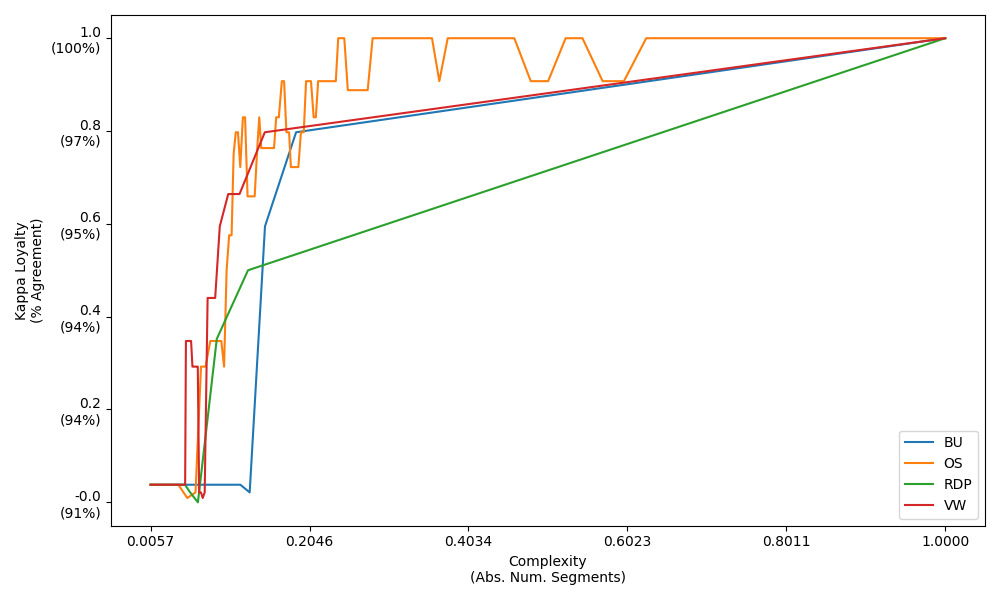 1.0
(100%)
0.8
(97%)
0.6
(95%)
0.4
(94%)
0.2
(94%)
-0.0
(91%)
Kappa Loyalty
(% Agreement)
BU
OS
RDP
VW
0.0057 0.2046 0.4034 0.6023 0.8011 1.0000
Complexity
(Abs. Num. Segments)